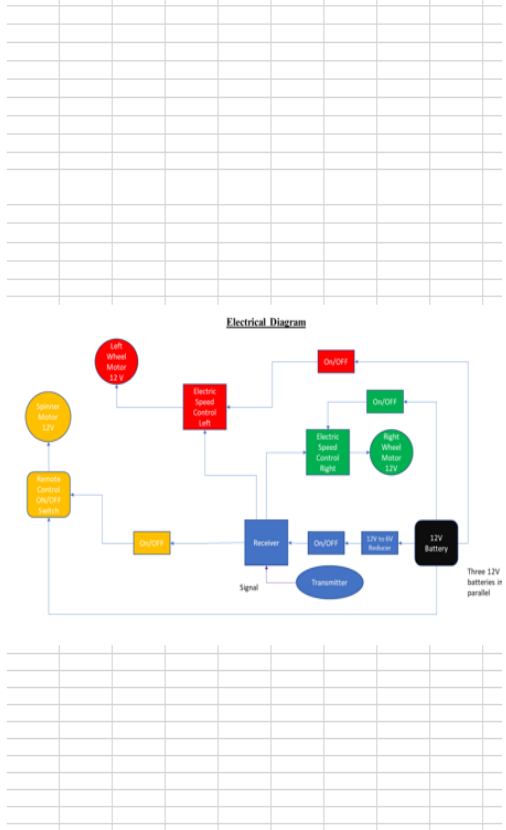 Electrical Diagram
Left
Wheel
Motor
12 V
On/OFF
Electric
Speed
Control
Left
On/OFF
Spinner
Motor
12V
Electric
Speed
Control
Right
Right
Wheel
Motor
12V
Remote
Control
ON/OFF
Switch
On/OFF
Receiver
On/OFF
12V to 6V
Reducer
12V
Battery
Signal
Transmitter
Three 12V
batteries in
parallel